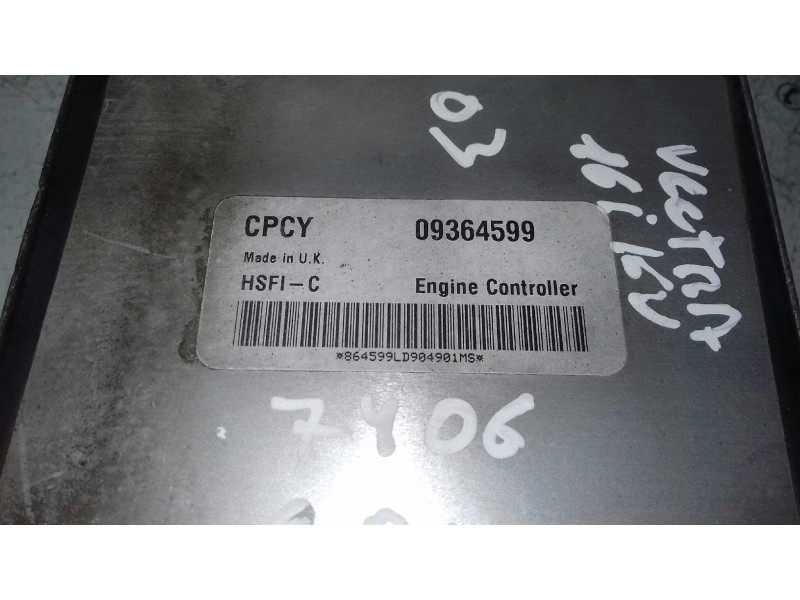 03
VECTRA
16i 16V
CPCY 09364599
Made in U.K.
HSFI-C Engine Controller
*864599LD904901MS*
7406